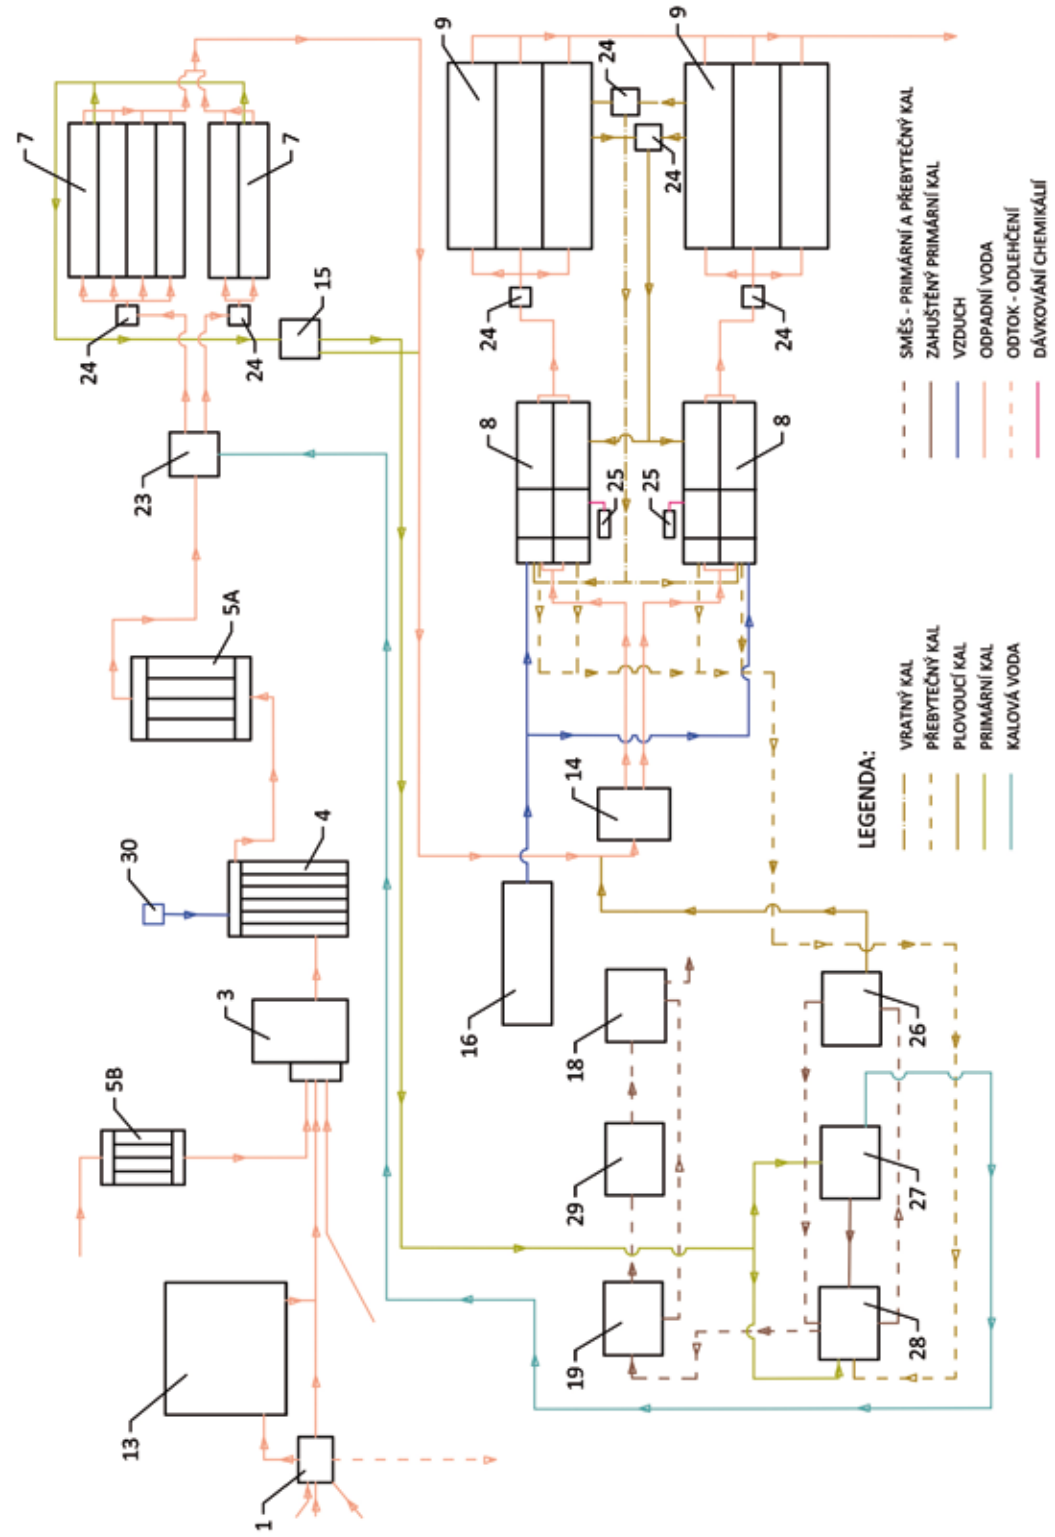 1
13
5B
3
30
4
5A
23
24
24
7
7
15
16
14
8
8
25
25
24
24
9
9
24
24
19
29
18
28
27
26
LEGENDA:
VRATNÝ KAL
PŘEBYTEČNÝ KAL
PLOVOUCÍ KAL
PRIMÁRNÍ KAL
KALOVÁ VODA
SMĚS - PRIMÁRNÍ A PŘEBYTEČNÝ KAL
ZAHUŠTĚNÝ PRIMÁRNÍ KAL
VZDUCH
ODPADNÍ VODA
ODTOK - ODLEHČENÍ
DÁVKOVÁNÍ CHEMIKÁLIÍ